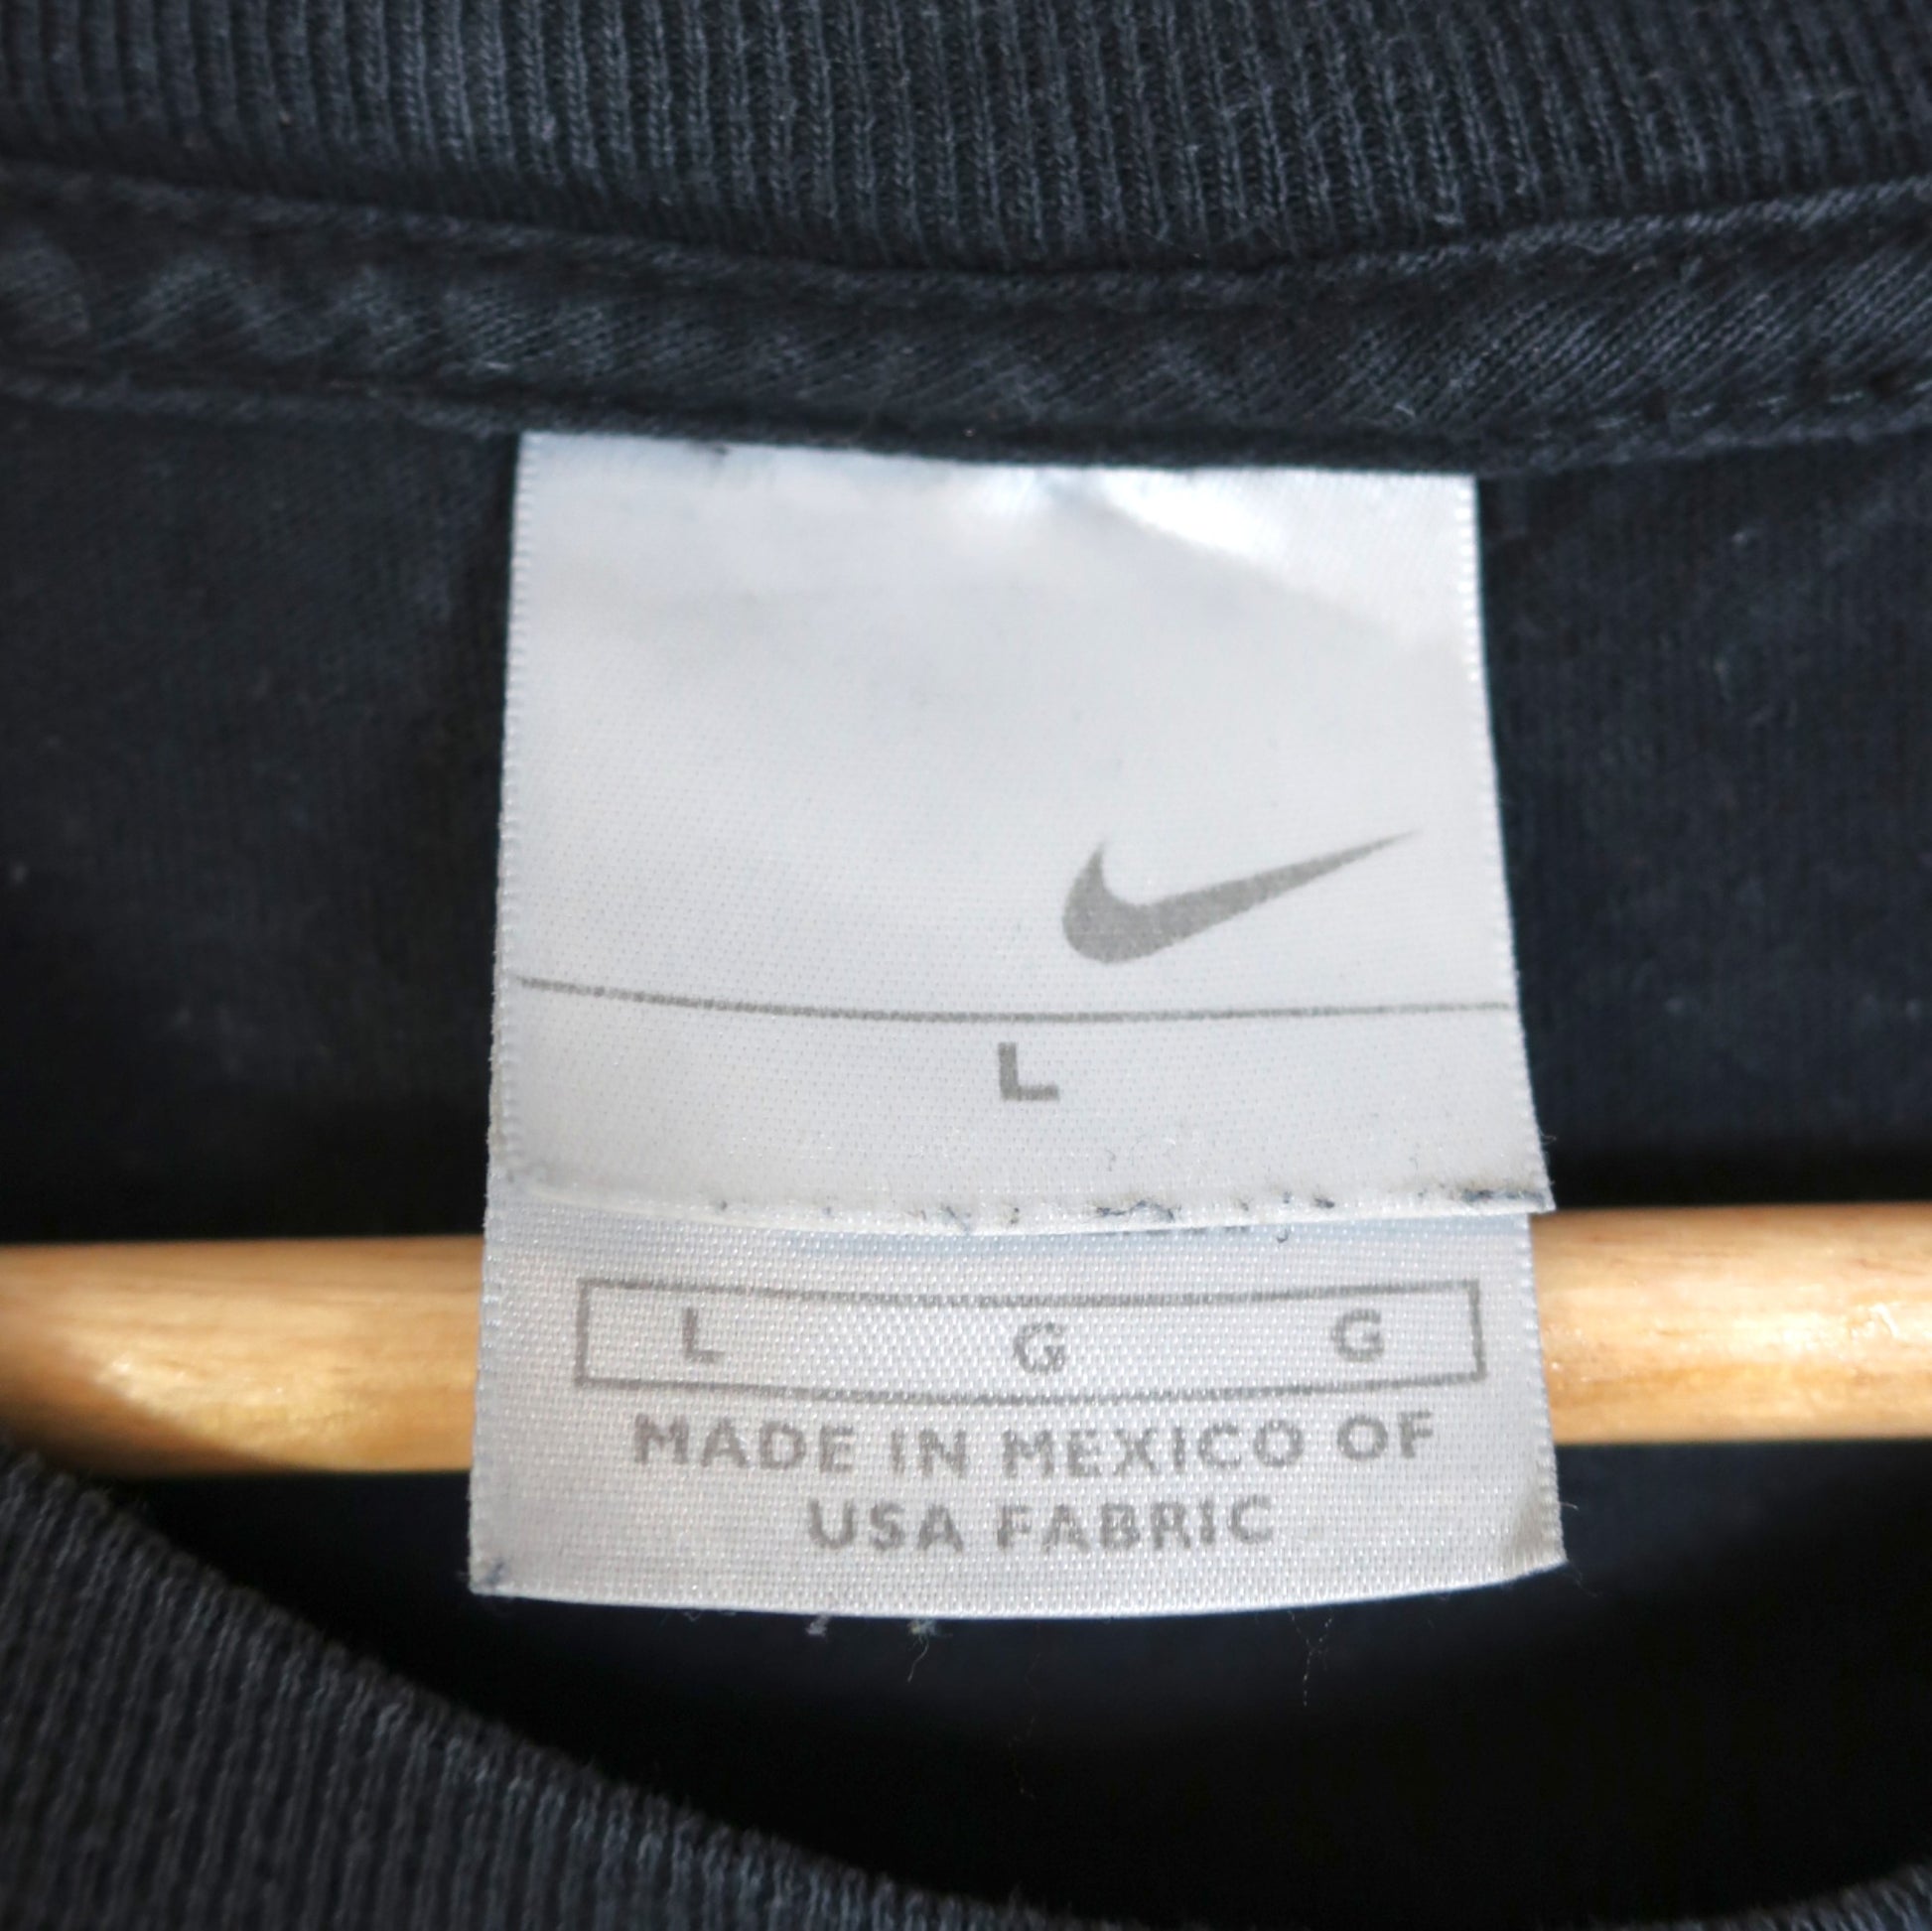 L
L G G
MADE IN MEXICO OF
USA FABRIC